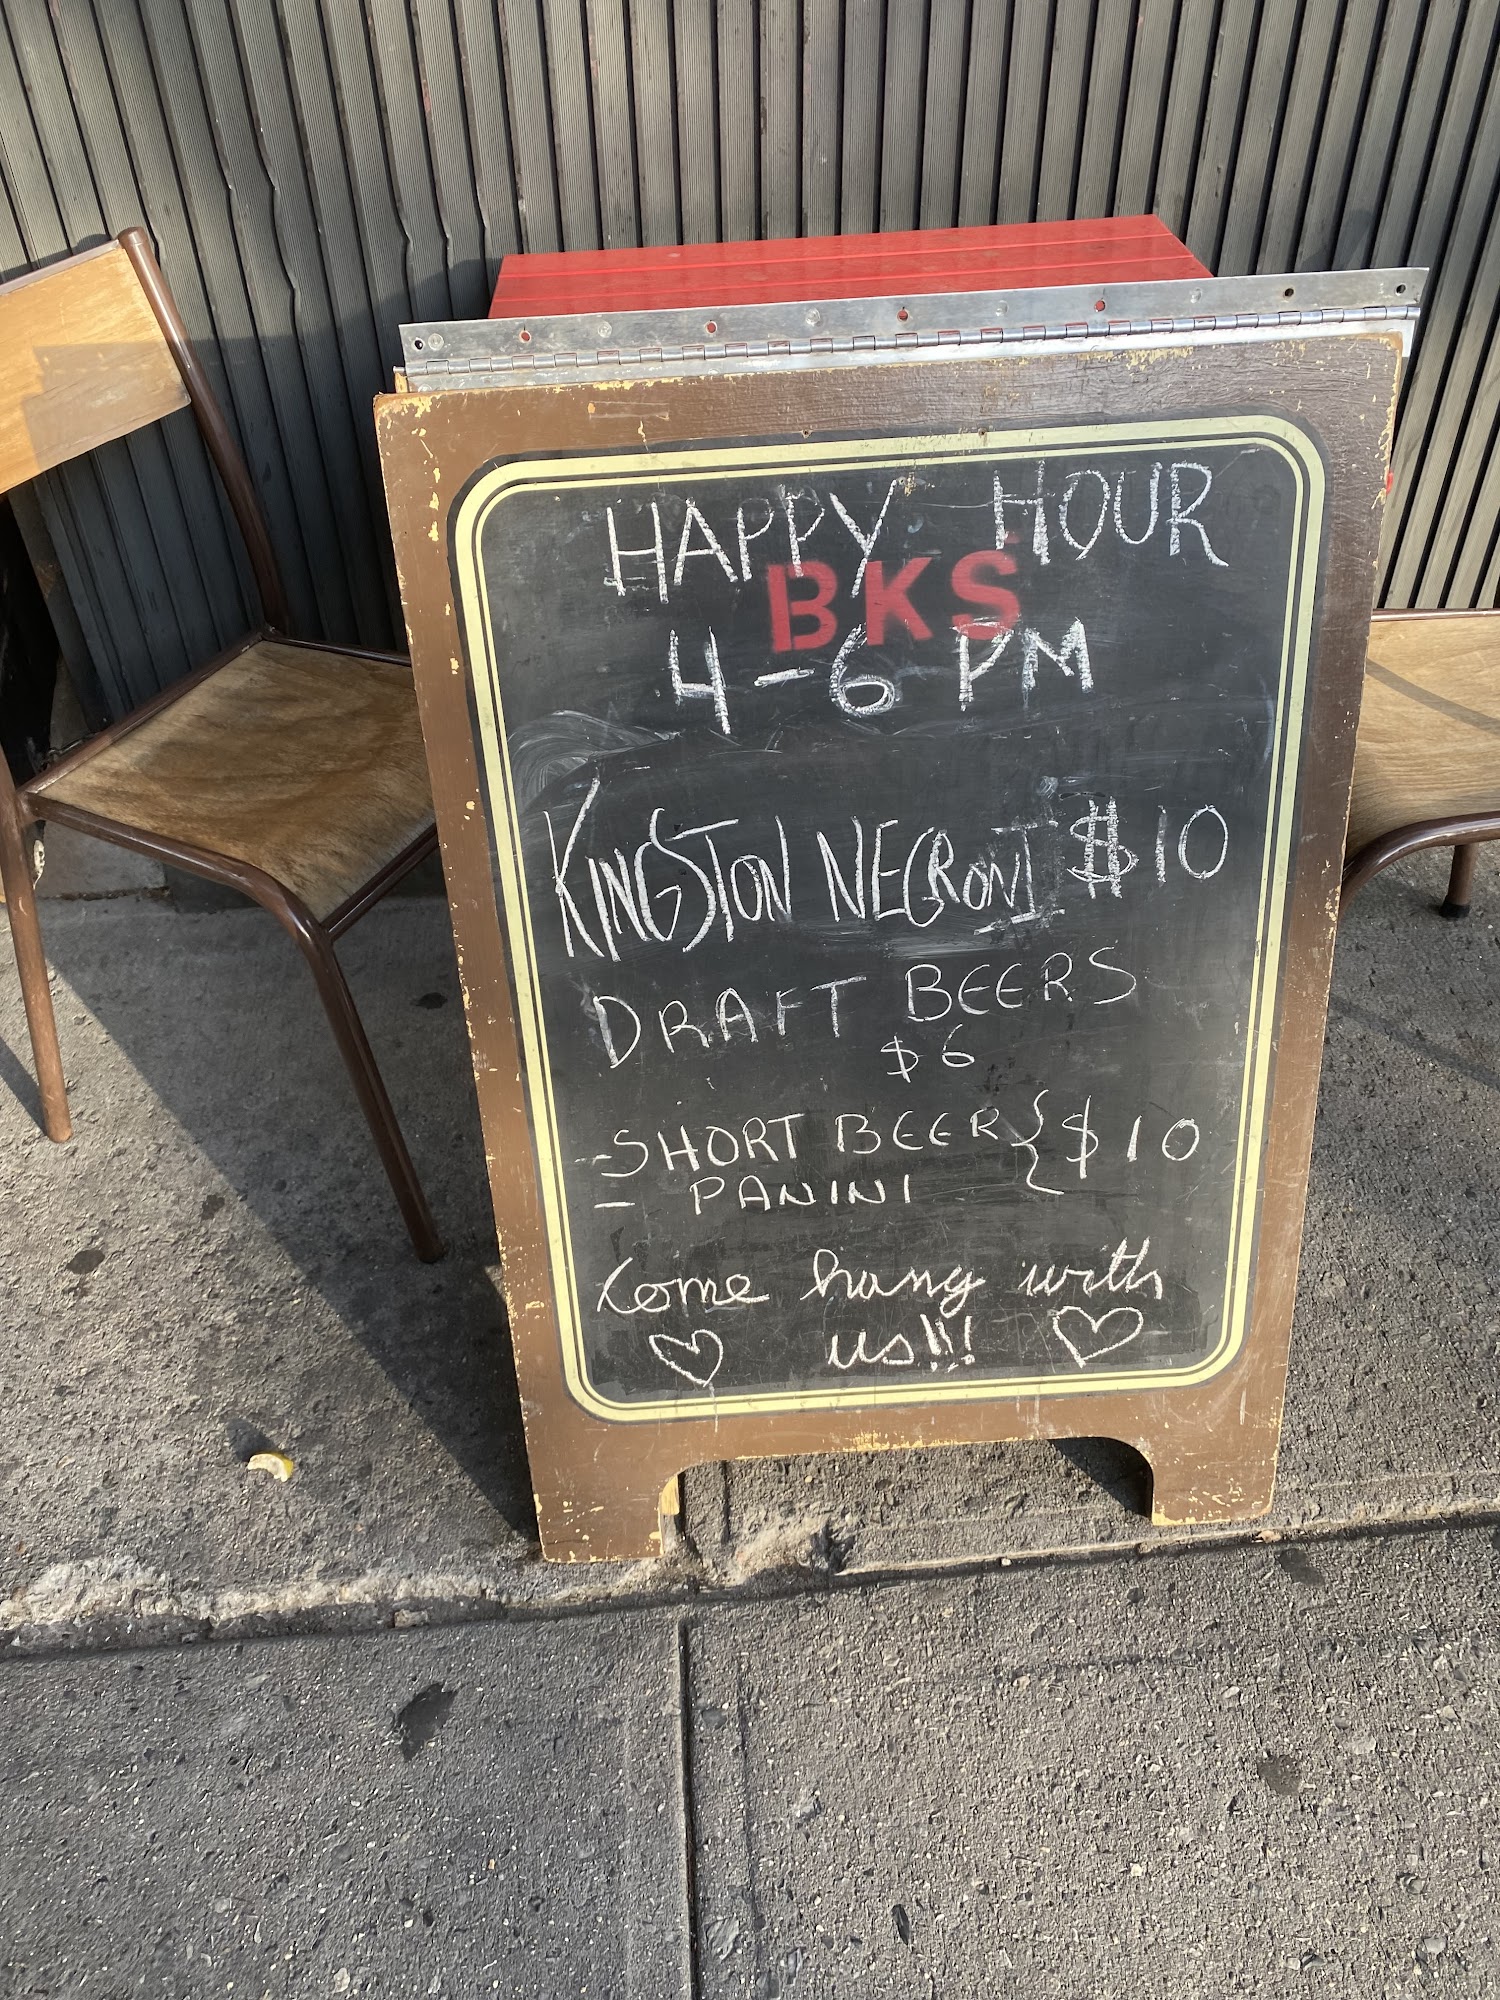 HAPPY HOUR
BKS
4-6 PM
KINGSTON NEGRONI $10
DRAFT BEERS
$6
- SHORT BEER } $10
- PANINI
Come hang with
us!!!